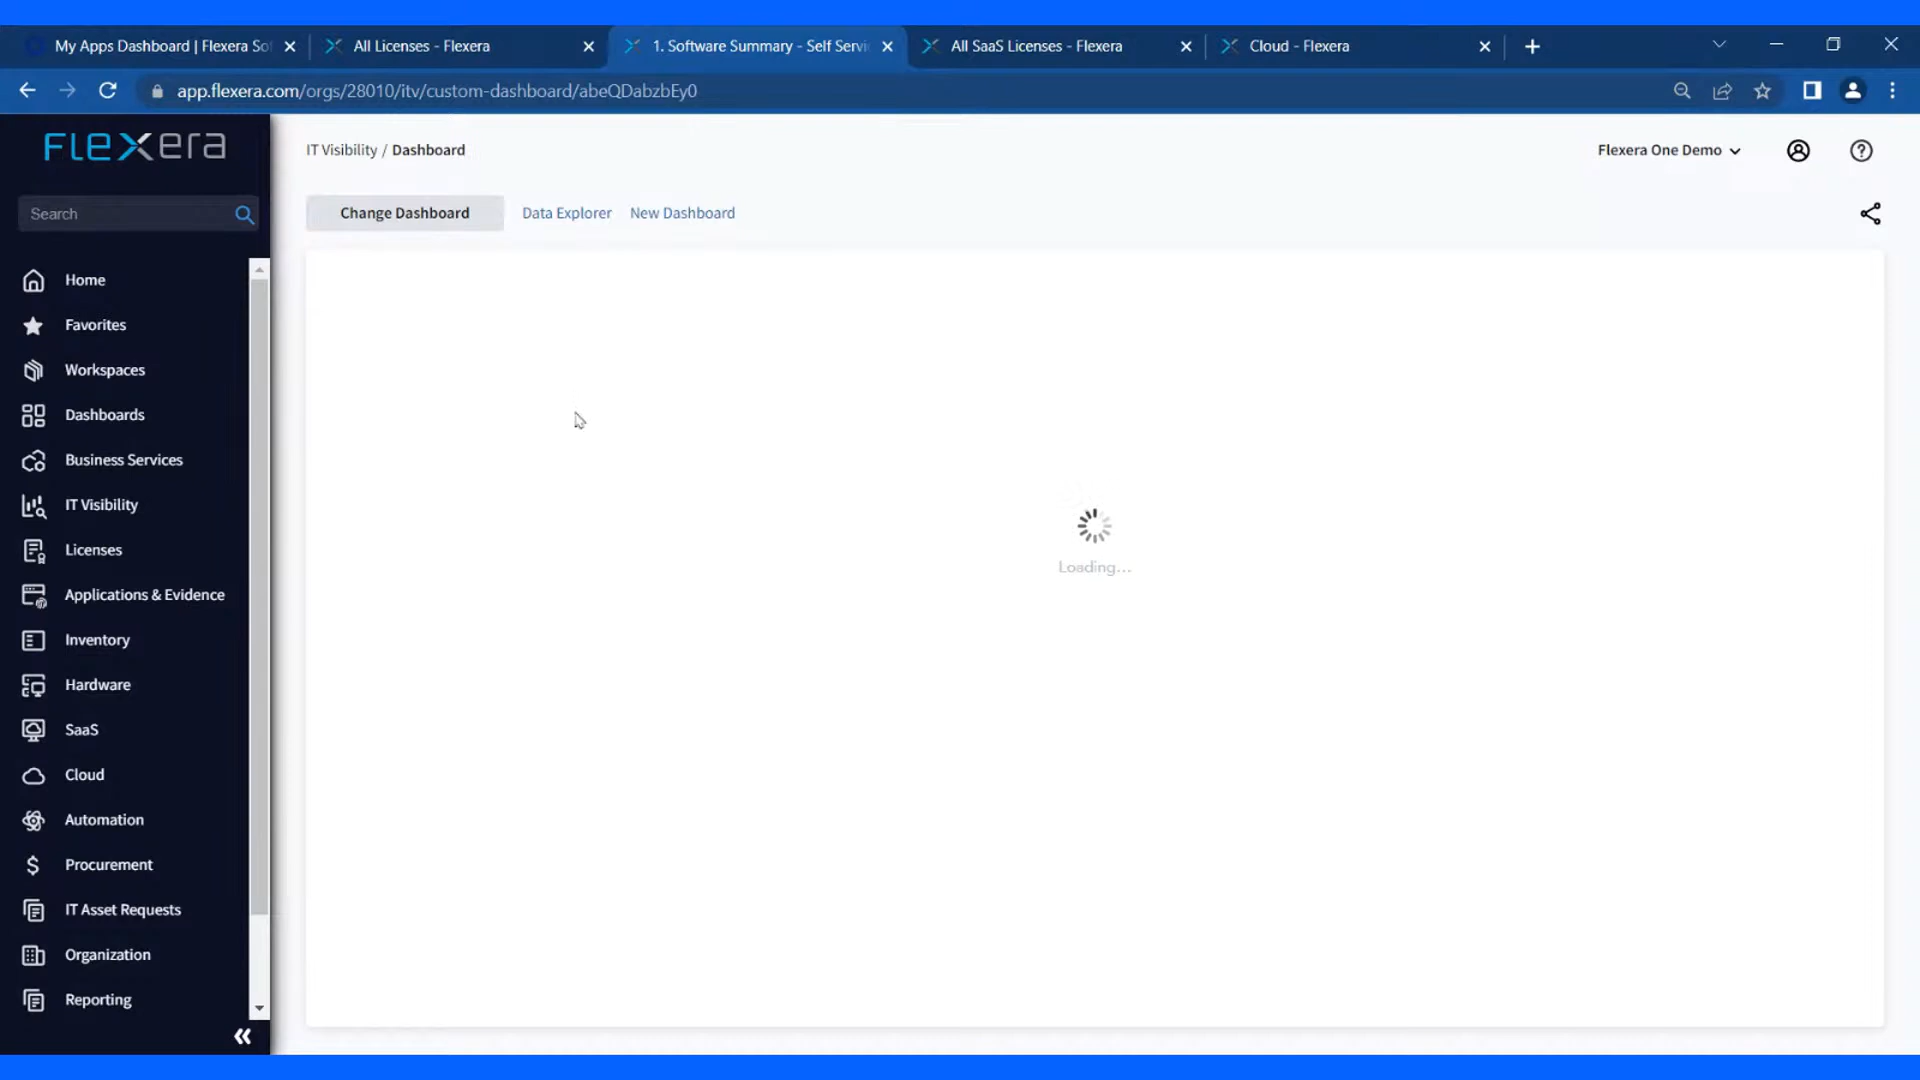 My Apps Dashboard | Flexera Sof
All Licenses - Flexera
1. Software Summary - Self Servi
All SaaS Licenses - Flexera
Cloud - Flexera
app.flexera.com/orgs/28010/itv/custom-dashboard/abeQDabzbEy0
FLEXERA
IT Visibility / Dashboard
Flexera One Demo
Search
Change Dashboard
Data Explorer
New Dashboard
Home
Favorites
Workspaces
Dashboards
Business Services
IT Visibility
Licenses
Applications & Evidence
Inventory
Hardware
SaaS
Cloud
Automation
Procurement
IT Asset Requests
Organization
Reporting
Loading...